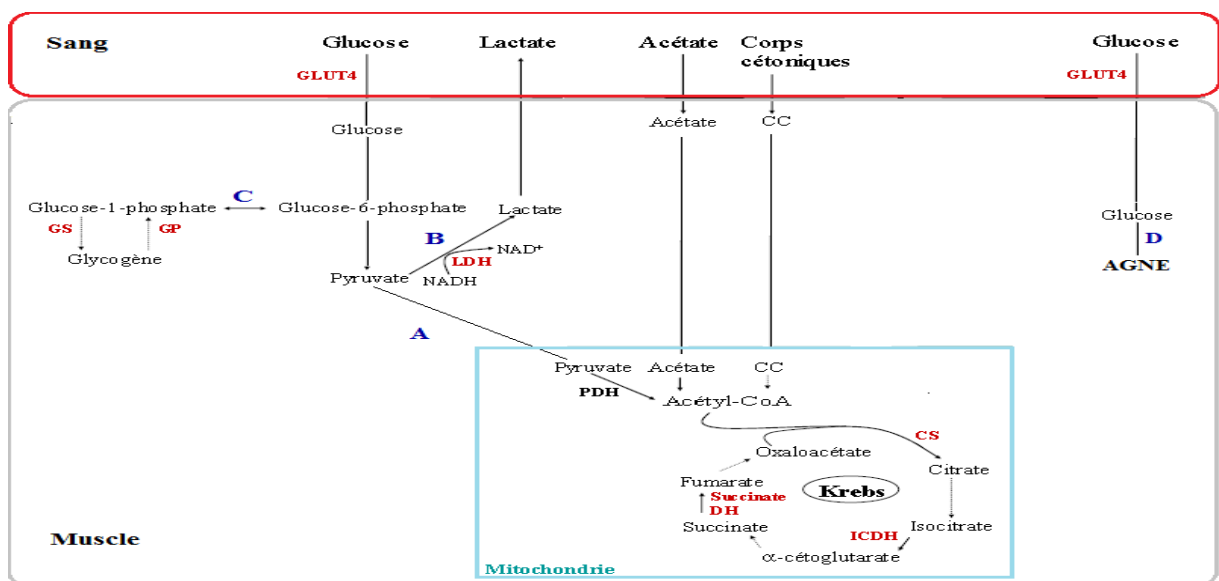 Sang
Glucose
Lactate
Acétate
Corps
cétoniques
Glucose
GLUT4
GLUT4
Glucose
Acétate
CC
C
Glucose-1-phosphate
Glucose-6-phosphate
Lactate
Glucose
GS
GP
B
NAD+
D
Glycogène
LDH
AGNE
Pyruvate
NADH
A
Pyruvate
Acétate
CC
PDH
Acétyl-CoA
CS
Oxaloacétate
Citrate
Fumarate
Krebs
Succinate
DH
Succinate
ICDH
Isocitrate
Muscle
α-cétoglutarate
Mitochondrie